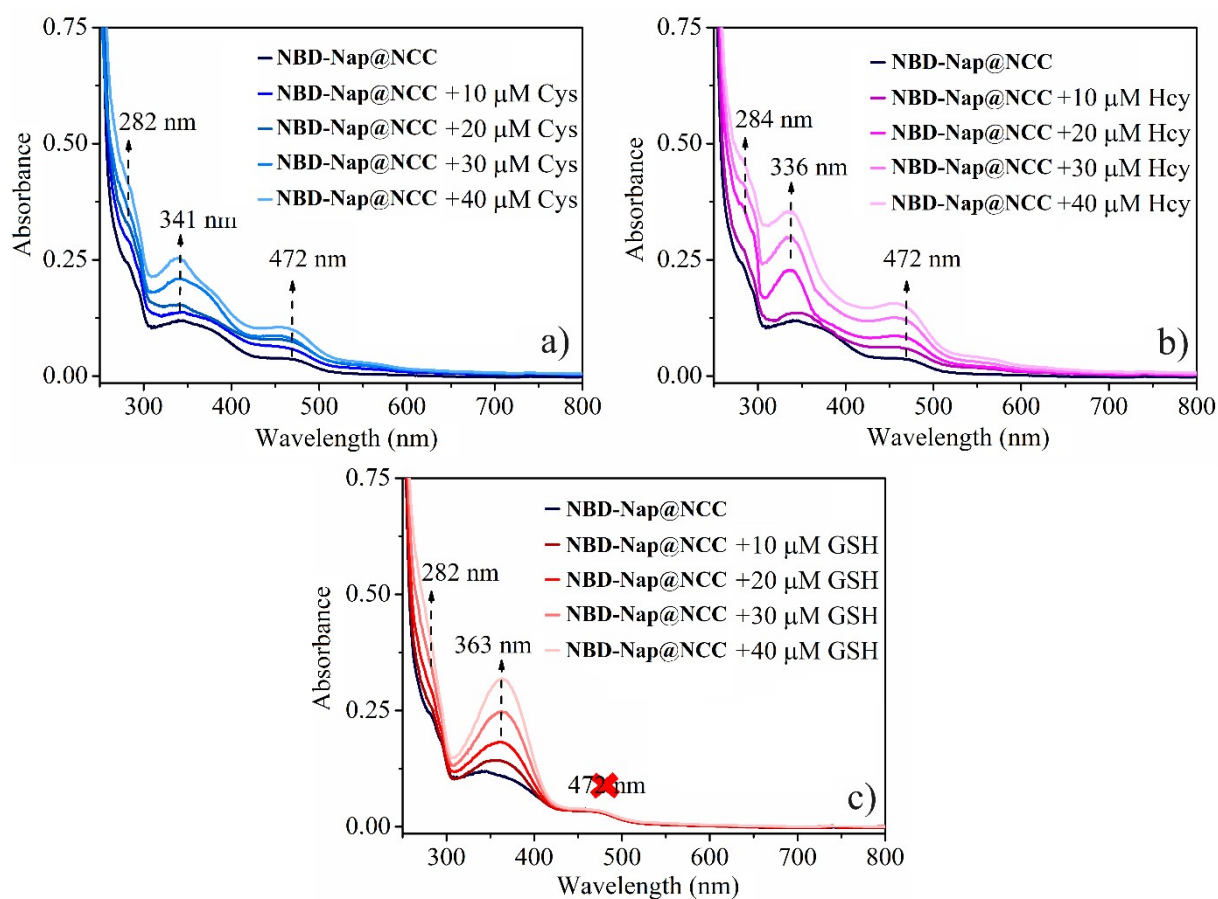 0.75
0.50
0.25
0.00
Absorbance
NBD-Nap@NCC
NBD-Nap@NCC +10 μM Cys
NBD-Nap@NCC +20 μM Cys
NBD-Nap@NCC +30 μM Cys
NBD-Nap@NCC +40 μM Cys
282 nm
341 nm
472 nm
a)
300 400 500 600 700 800
Wavelength (nm)
0.75
0.50
0.25
0.00
Absorbance
NBD-Nap@NCC
NBD-Nap@NCC +10 μM Hcy
NBD-Nap@NCC +20 μM Hcy
NBD-Nap@NCC +30 μM Hcy
NBD-Nap@NCC +40 μM Hcy
284 nm
336 nm
472 nm
b)
300 400 500 600 700 800
Wavelength (nm)
0.75
0.50
0.25
0.00
Absorbance
NBD-Nap@NCC
NBD-Nap@NCC +10 μM GSH
NBD-Nap@NCC +20 μM GSH
NBD-Nap@NCC +30 μM GSH
NBD-Nap@NCC +40 μM GSH
282 nm
363 nm
472 nm
c)
300 400 500 600 700 800
Wavelength (nm)